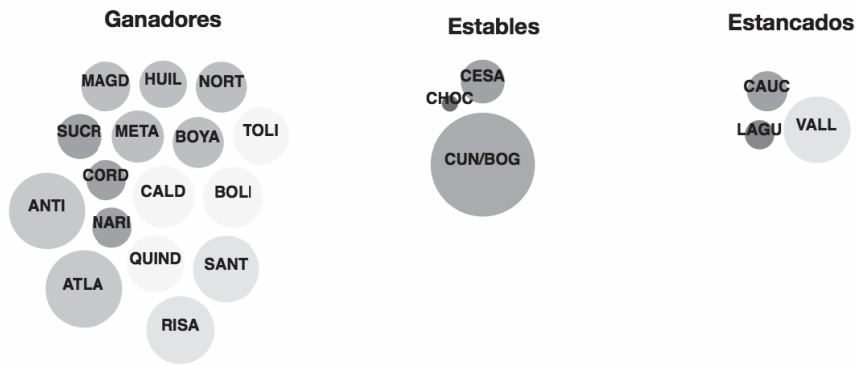 Ganadores
MAGD HUIL NORT
SUCR META BOYA TOLI
CORD
ANTI CALD BOLI
NARI
QUIND SANT
ATLA
RISA
Estables
CESA
CHOC
CUN/BOG
Estancados
CAUC
LAGU VALL